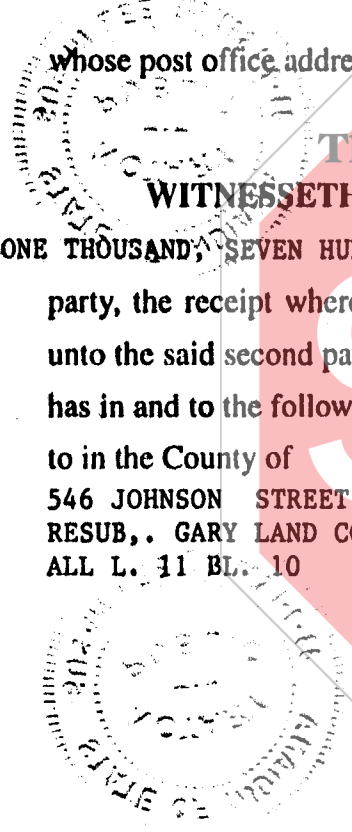 whose post office addre
T
WITNESSETH
ONE THOUSAND, SEVEN HU
party, the receipt where
unto the said second pa
has in and to the follow
to in the County of
546 JOHNSON STREET
RESUB,. GARY LAND CO
ALL L. 11 BL. 10